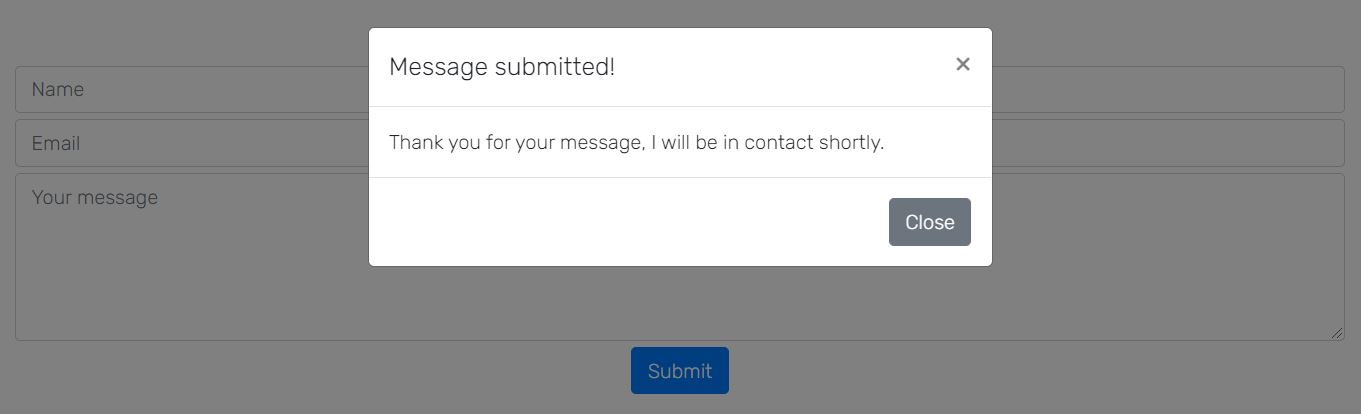 Message submitted!
×
Thank you for your message, I will be in contact shortly.
Close
Name
Email
Your message
Submit